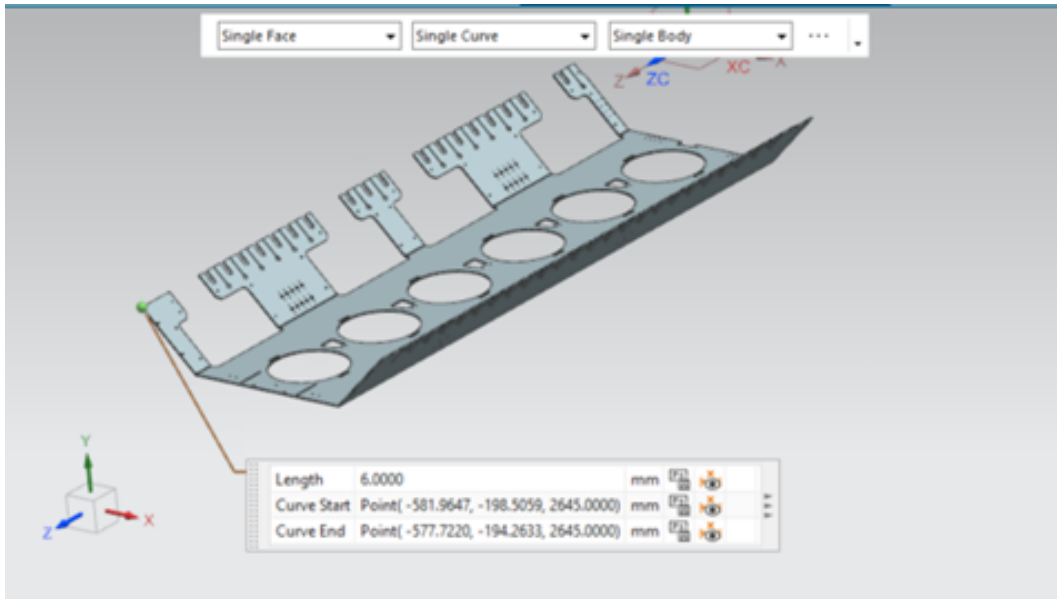 Single Face Single Curve Single Body ...
Z ZC XC X
Y
Z X
Length 6.0000 mm
Curve Start Point( -581.9647, -198.5059, 2645.0000) mm
Curve End Point( -577.7220, -194.2633, 2645.0000) mm